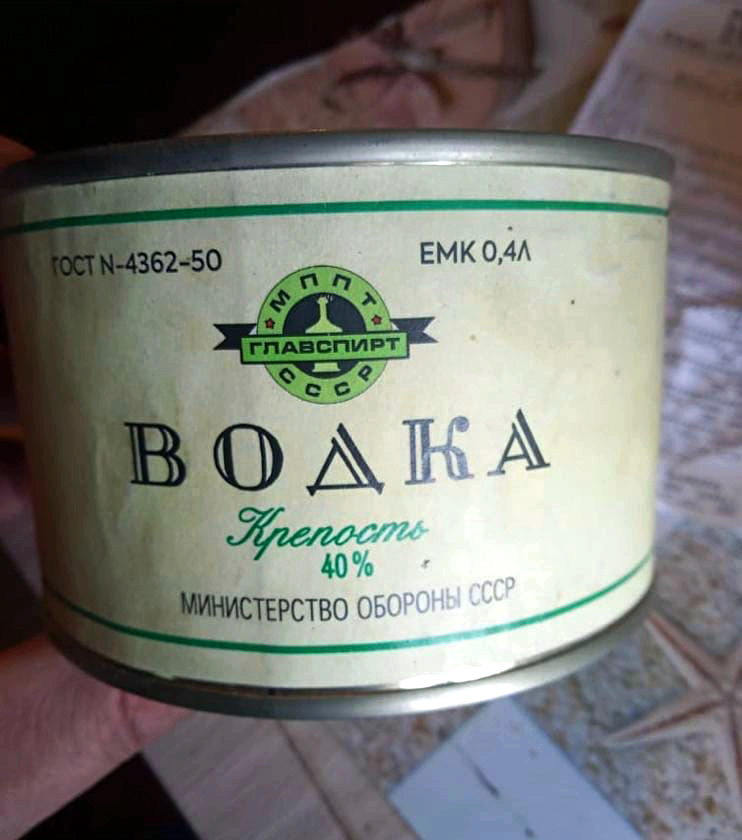 ГОСТ N-4362-50
ЕМК 0,4Л
МППТ
ГЛАВСПИРТ
СССР
ВОДКА
Крепость
40%
МИНИСТЕРСТВО ОБОРОНЫ СССР